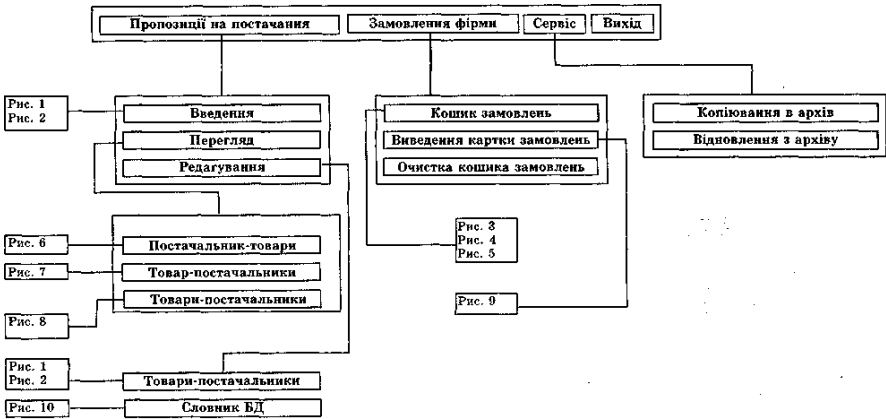 Пропозиції на постачання
Замовлення фірми
Сервіс
Вихід
Рис. 1
Рис. 2
Введення
Перегляд
Редагування
Кошик замовлень
Виведення картки замовлень
Очистка кошика замовлень
Копіювання в архів
Відновлення з архіву
Рис. 6
Постачальник-товари
Рис. 7
Товар-постачальники
Рис. 8
Товари-постачальники
Рис. 3
Рис. 4
Рис. 5
Рис. 9
Рис. 1
Рис. 2
Товари-постачальники
Рис. 10
Словник БД